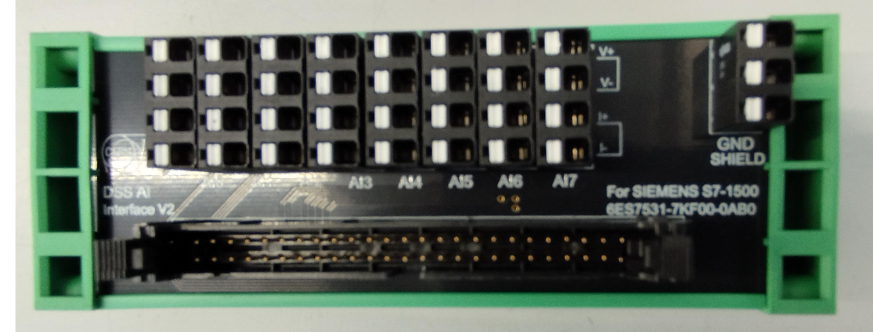 V+
V-
I+
I-
GND
SHIELD
AI3 AI4 AI5 AI6 AI7
DSS AI
Interface V2
For SIEMENS S7-1500
6ES7531-7KF00-0AB0